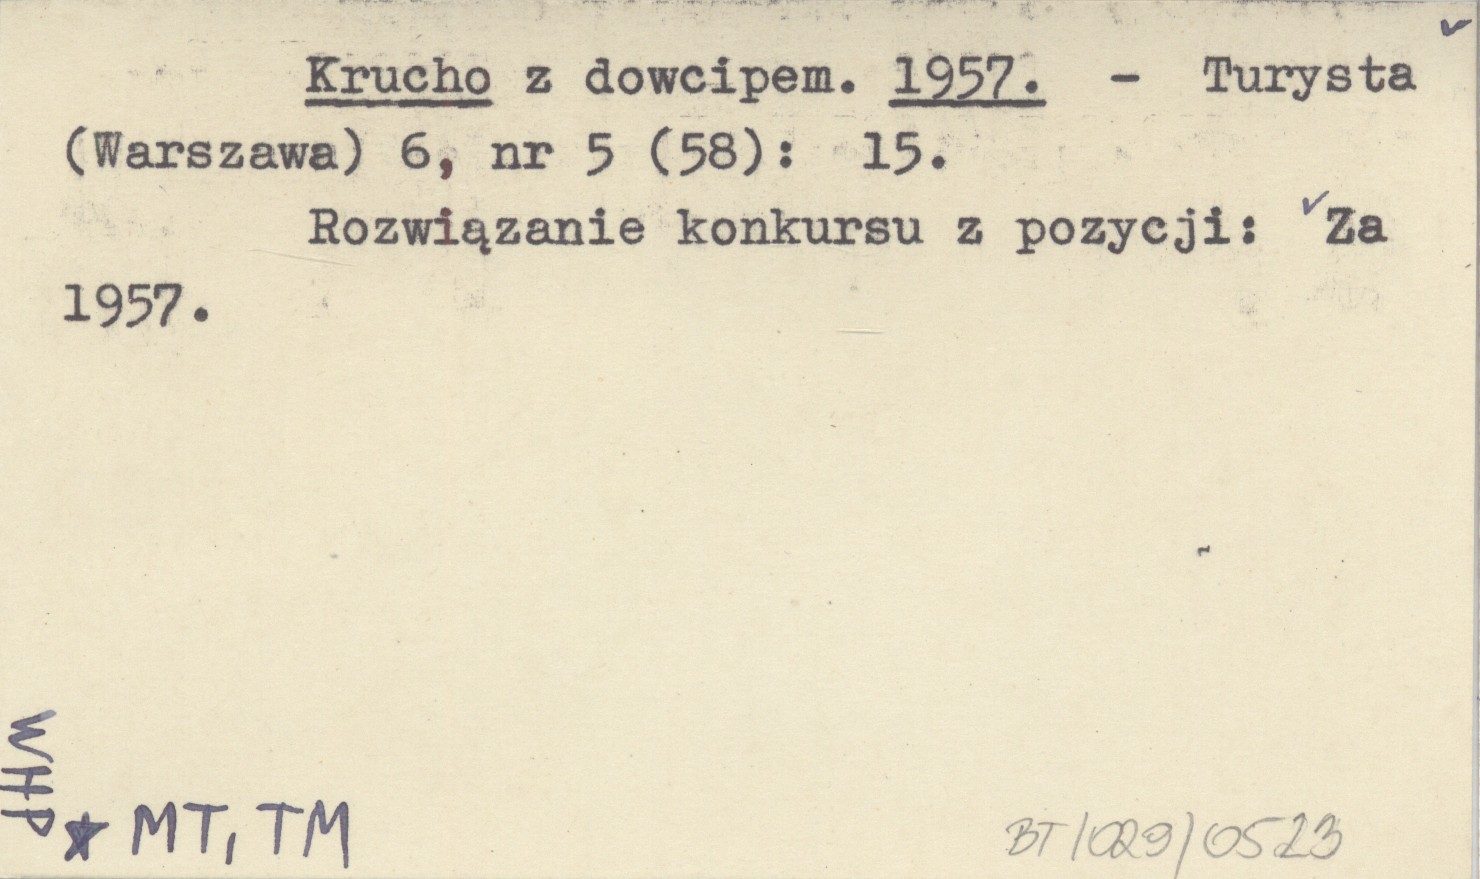 Krucho z dowcipem. 1957. - Turysta
(Warszawa) 6, nr 5 (58): 15.
Rozwiązanie konkursu z pozycji: ✓Za
1957.
WHP
★ MT, TM
BT/029/0523